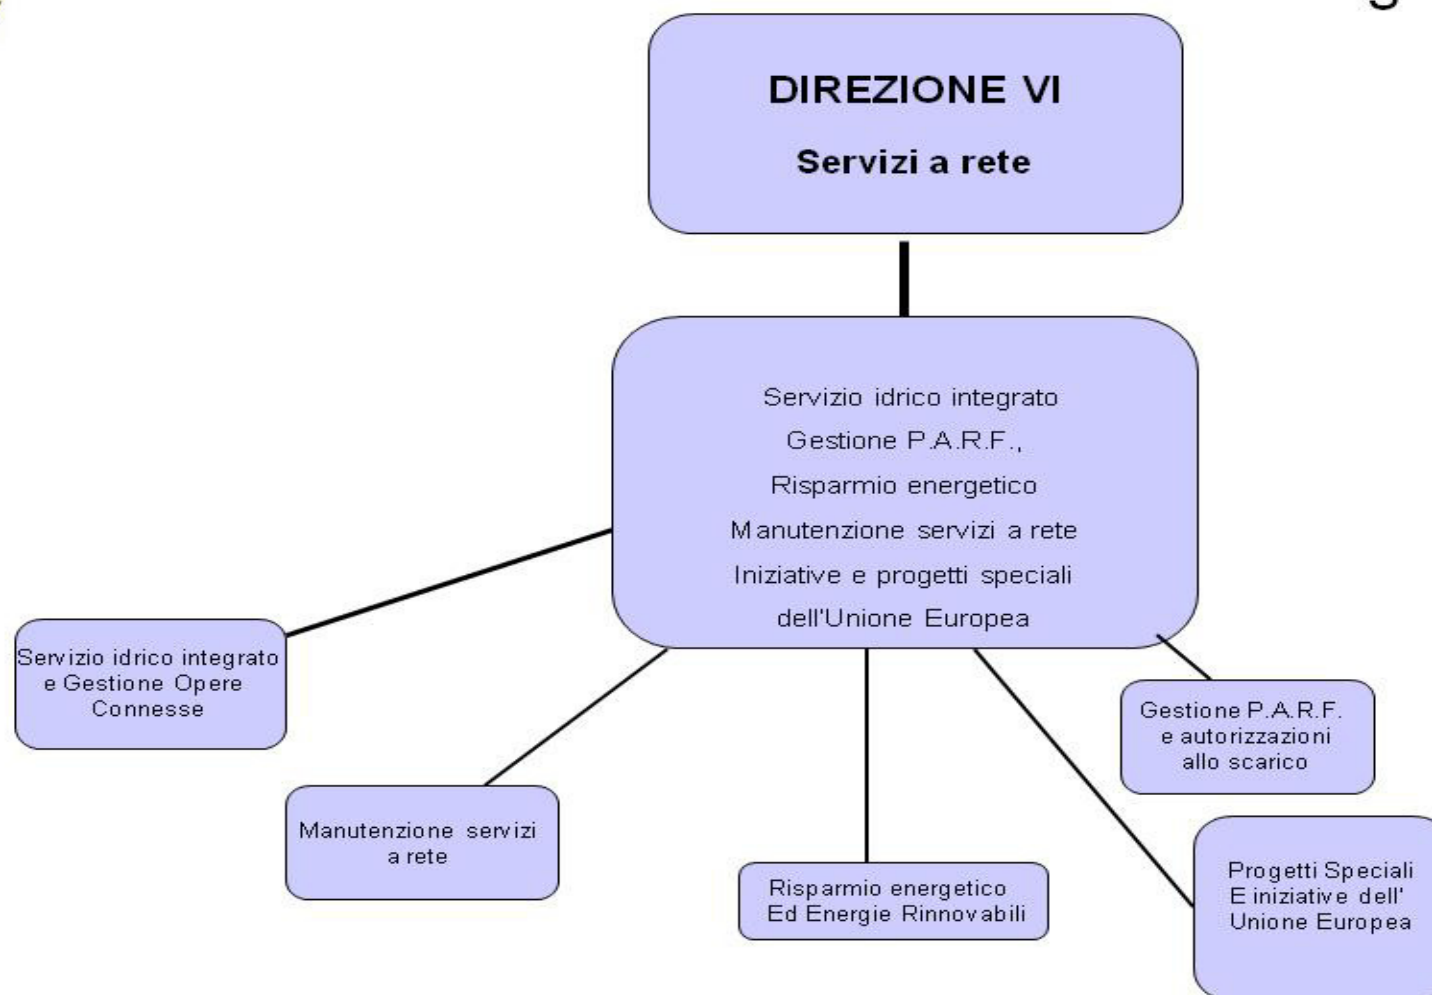 DIREZIONE VI
Servizi a rete
Servizio idrico integrato
Gestione P.A.R.F.,
Risparmio energetico
Manutenzione servizi a rete
Iniziative e progetti speciali
dell'Unione Europea
Servizio idrico integrato
e Gestione Opere
Connesse
Manutenzione servizi
a rete
Risparmio energetico
Ed Energie Rinnovabili
Gestione P.A.R.F.
e autorizzazioni
allo scarico
Progetti Speciali
E iniziative dell'
Unione Europea